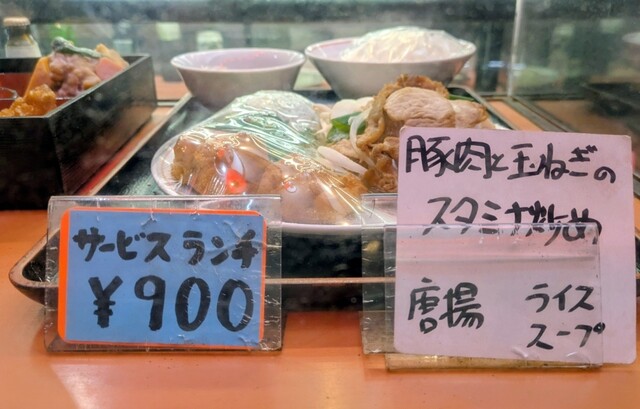 サービスランチ
¥900
豚肉と玉ねぎの
スタミナ炒め
唐揚
ライス
スープ